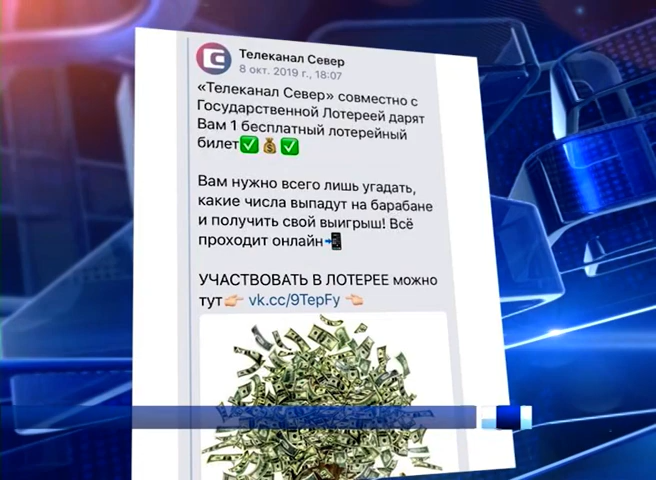 Телеканал Север
8 окт. 2019 г., 18:07
«Телеканал Север» совместно с
Государственной Лотереей дарят
Вам 1 бесплатный лотерейный
билет✅💰✅
Вам нужно всего лишь угадать,
какие числа выпадут на барабане
и получить свой выигрыш! Всё
проходит онлайн📲
УЧАСТВОВАТЬ В ЛОТЕРЕЕ можно
тут👉🏻 vk.cc/9TepFy 👈🏻